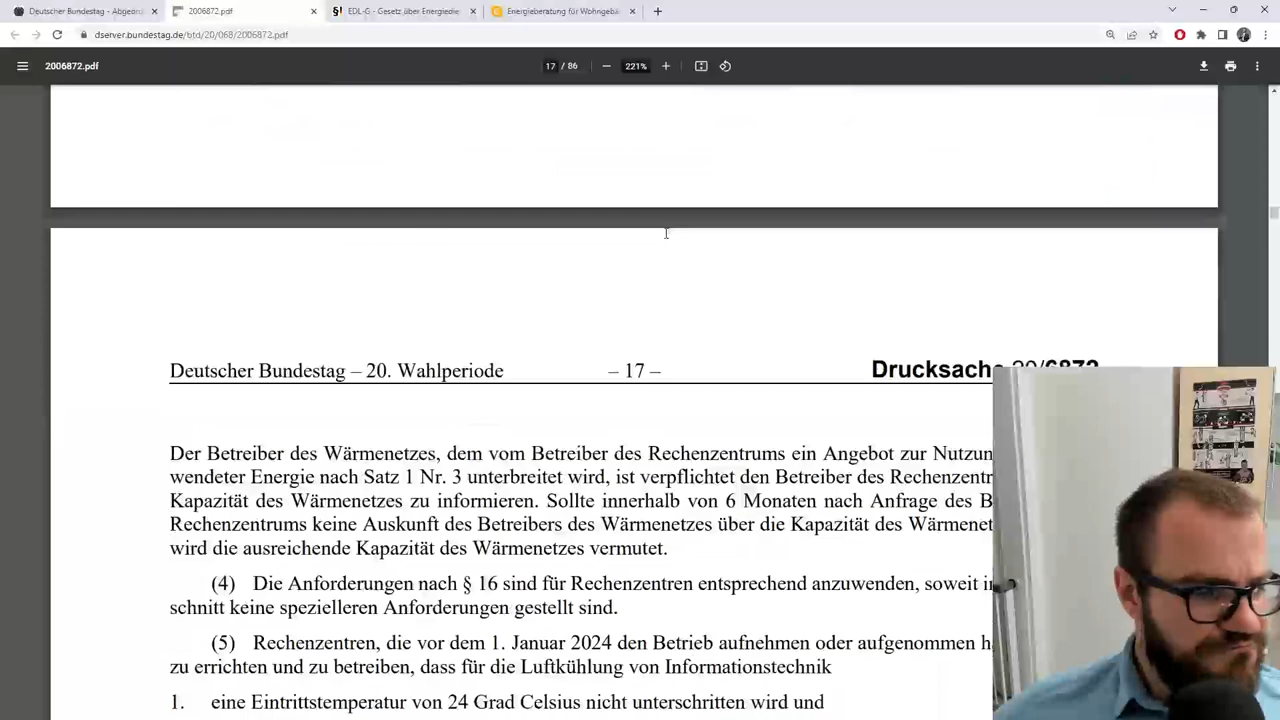 Deutscher Bundestag - Abgeord
2006872.pdf
EDL-G - Gesetz über Energiedie
Energieberatung für Wohngebä
dserver.bundestag.de/btd/20/068/2006872.pdf
2006872.pdf
17 / 86
221%
Deutscher Bundestag – 20. Wahlperiode
– 17 –
Drucksache 20/6872
Der Betreiber des Wärmenetzes, dem vom Betreiber des Rechenzentrums ein Angebot zur Nutzun
wendeter Energie nach Satz 1 Nr. 3 unterbreitet wird, ist verpflichtet den Betreiber des Rechenzentr
Kapazität des Wärmenetzes zu informieren. Sollte innerhalb von 6 Monaten nach Anfrage des B
Rechenzentrums keine Auskunft des Betreibers des Wärmenetzes über die Kapazität des Wärmenet
wird die ausreichende Kapazität des Wärmenetzes vermutet.
(4) Die Anforderungen nach § 16 sind für Rechenzentren entsprechend anzuwenden, soweit in
schnitt keine spezielleren Anforderungen gestellt sind.
(5) Rechenzentren, die vor dem 1. Januar 2024 den Betrieb aufnehmen oder aufgenommen h
zu errichten und zu betreiben, dass für die Luftkühlung von Informationstechnik
1. eine Eintrittstemperatur von 24 Grad Celsius nicht unterschritten wird und